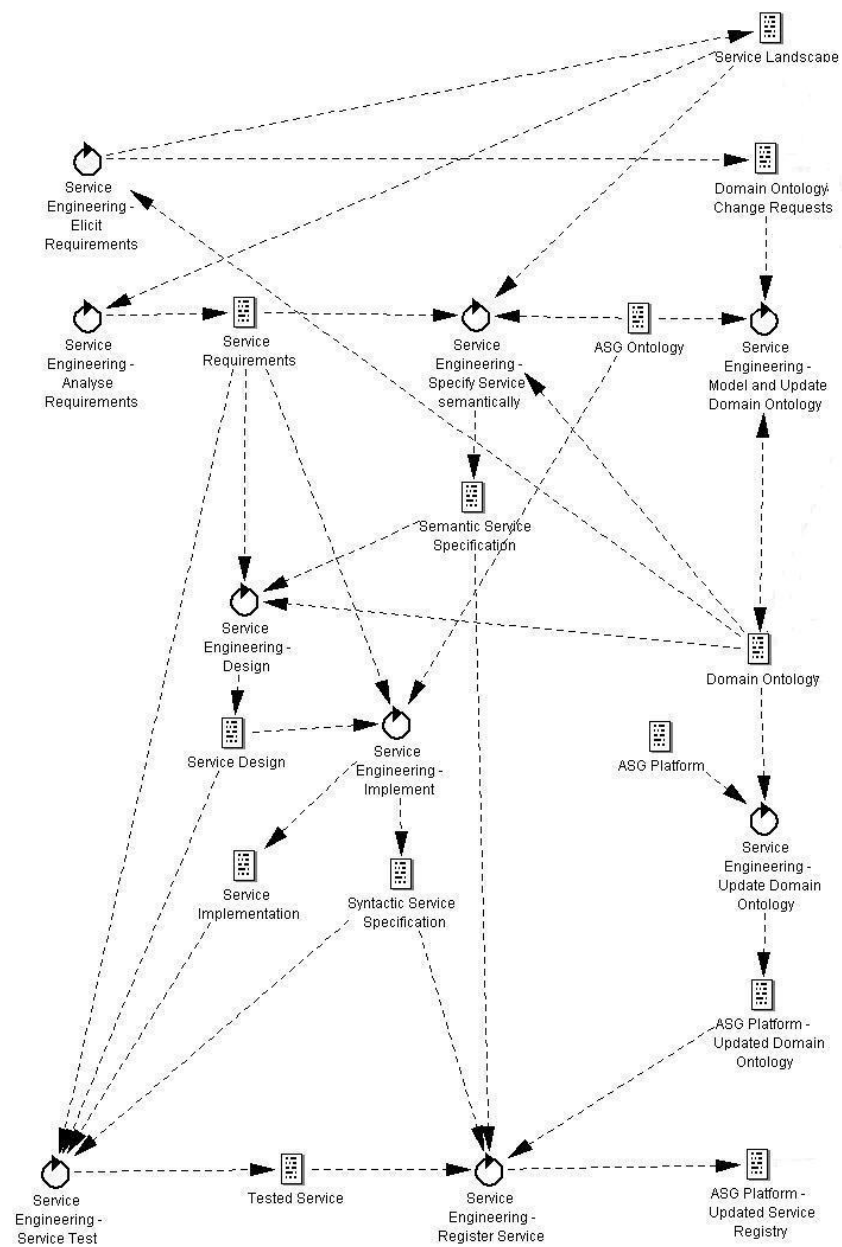 Service Landscape
Service
Engineering -
Elicit
Requirements
Domain Ontology
Change Requests
Service
Engineering -
Analyse
Requirements
Service
Requirements
Service
Engineering -
Specify Service
semantically
ASG Ontology
Service
Engineering -
Model and Update
Domain Ontology
Semantic Service
Specification
Service
Engineering -
Design
Domain Ontology
Service Design
Service
Engineering -
Implement
ASG Platform
Service
Engineering -
Update Domain
Ontology
Service
Implementation
Syntactic Service
Specification
ASG Platform -
Updated Domain
Ontology
Service
Engineering -
Service Test
Tested Service
Service
Engineering -
Register Service
ASG Platform -
Updated Service
Registry